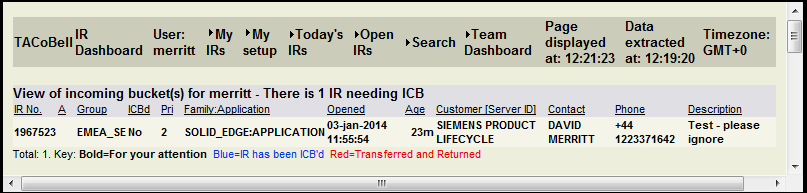 TACoBell IR Dashboard User: merritt My IRs My setup Today's IRs Open IRs Search Team Dashboard Page displayed at: 12:21:23 Data extracted at: 12:19:20 Timezone: GMT+0
View of incoming bucket(s) for merritt - There is 1 IR needing ICB
IR No. A Group ICBd Pri Family:Application Opened Age Customer [Server ID] Contact Phone Description
1967523 EMEA_SE No 2 SOLID_EDGE:APPLICATION 03-jan-2014 11:55:54 23m SIEMENS PRODUCT LIFECYCLE DAVID MERRITT +44 1223371642 Test - please ignore
Total: 1. Key: Bold=For your attention Blue=IR has been ICB'd Red=Transferred and Returned